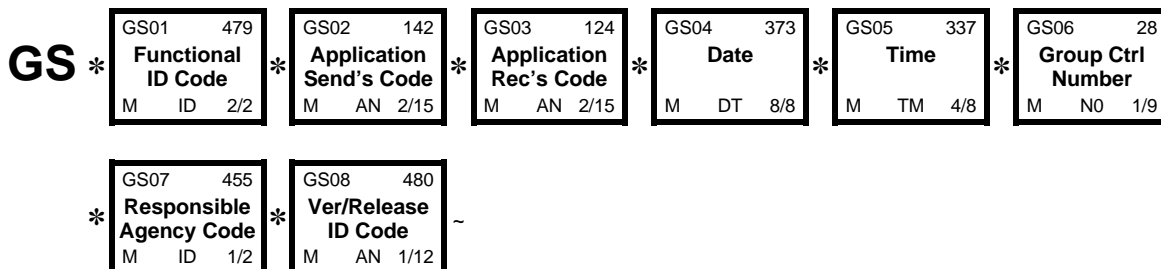 GS01 479 GS02 142 GS03 124 GS04 373 GS05 337 GS06 28
GS * Functional ID Code * Application Send's Code * Application Rec's Code * Date * Time * Group Ctrl Number
M ID 2/2 M AN 2/15 M AN 2/15 M DT 8/8 M TM 4/8 M N0 1/9
GS07 455 GS08 480
* Responsible Agency Code * Ver/Release ID Code ~
M ID 1/2 M AN 1/12